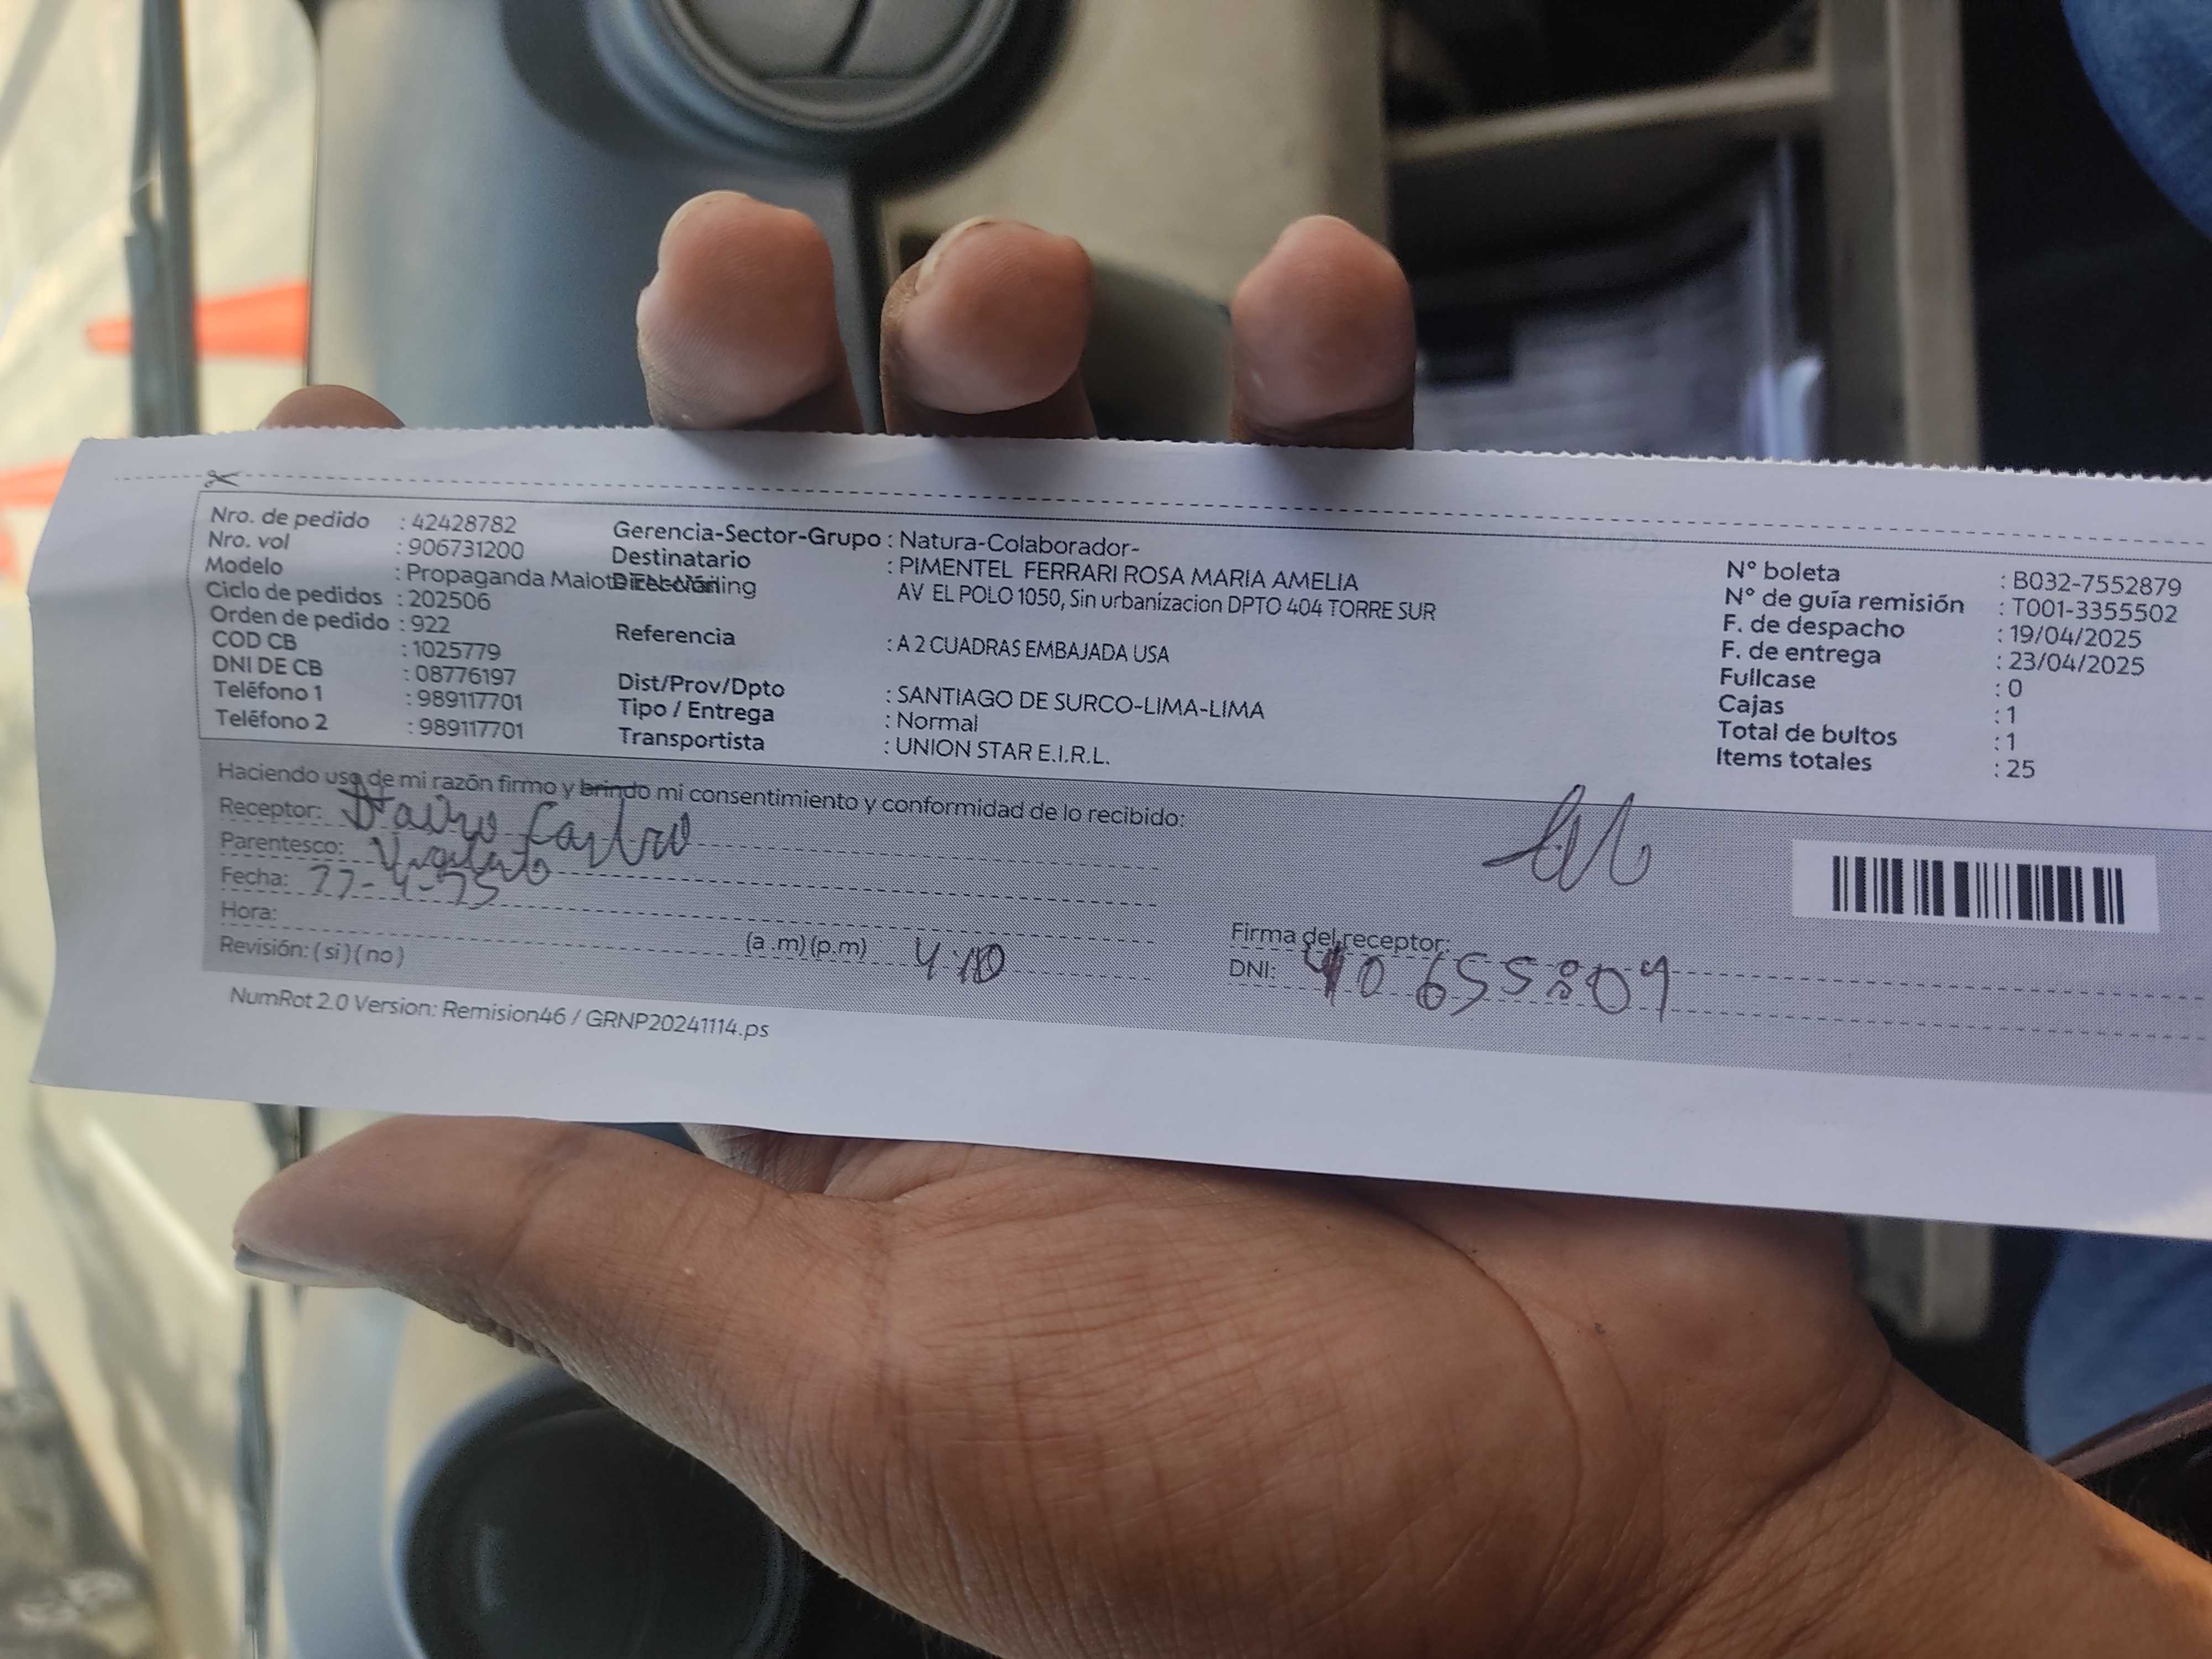 Nro. de pedido : 42428782
Nro. vol : 906731200
Modelo : Propaganda
Ciclo de pedidos : 202506
Orden de pedido : 922
COD CB : 1025779
DNI DE CB : 08776197
Teléfono 1 : 989117701
Teléfono 2 : 989117701
Gerencia-Sector-Grupo : Natura-Colaborador-
Destinatario : PIMENTEL FERRARI ROSA MARIA AMELIA
Dirección AV EL POLO 1050, Sin urbanizacion DPTO 404 TORRE SUR
Referencia : A 2 CUADRAS EMBAJADA USA
Dist/Prov/Dpto : SANTIAGO DE SURCO-LIMA-LIMA
Tipo / Entrega : Normal
Transportista : UNION STAR E.I.R.L.
N° boleta : B032-7552879
N° de guía remisión : T001-3355502
F. de despacho : 19/04/2025
F. de entrega : 23/04/2025
Fullcase : 0
Cajas : 1
Total de bultos : 1
Items totales : 25
Haciendo uso de mi razón firmo y brindo mi consentimiento y conformidad de lo recibido:
Receptor: Castro
Parentesco:
Fecha:
Hora: (a .m) (p.m) 4:10
Revisión: ( si ) ( no )
Firma del receptor:
DNI: 40655809
NumRot 2.0 Version: Remision46 / GRNP20241114.ps